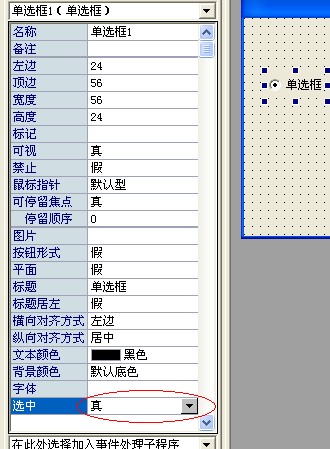 单选框1（单选框）
名称 单选框1
备注
左边 24
顶边 56
宽度 56
高度 24
标记
可视 真
禁止 假
鼠标指针 默认型
可停留焦点 真
停留顺序 0
图片
按钮形式 假
平面 假
标题 单选框
标题居左 假
横向对齐方式 左边
纵向对齐方式 居中
文本颜色 黑色
背景颜色 默认底色
字体
选中 真
在此处选择加入事件处理子程序
单选框